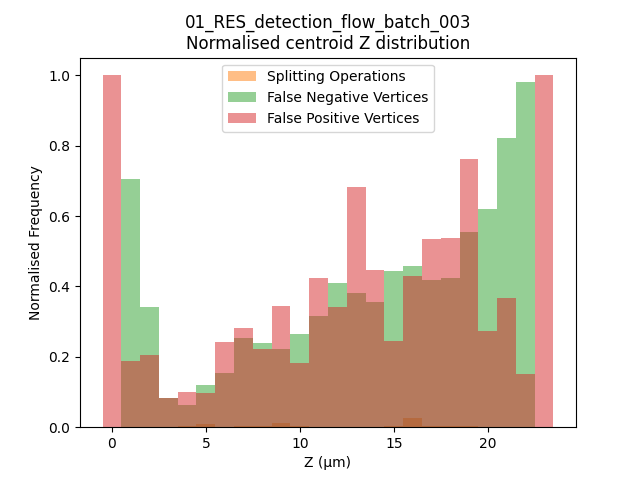 01_RES_detection_flow_batch_003
Normalised centroid Z distribution
Splitting Operations
False Negative Vertices
False Positive Vertices
Normalised Frequency
1.0
0.8
0.6
0.4
0.2
0.0
0 5 10 15 20
Z (μm)